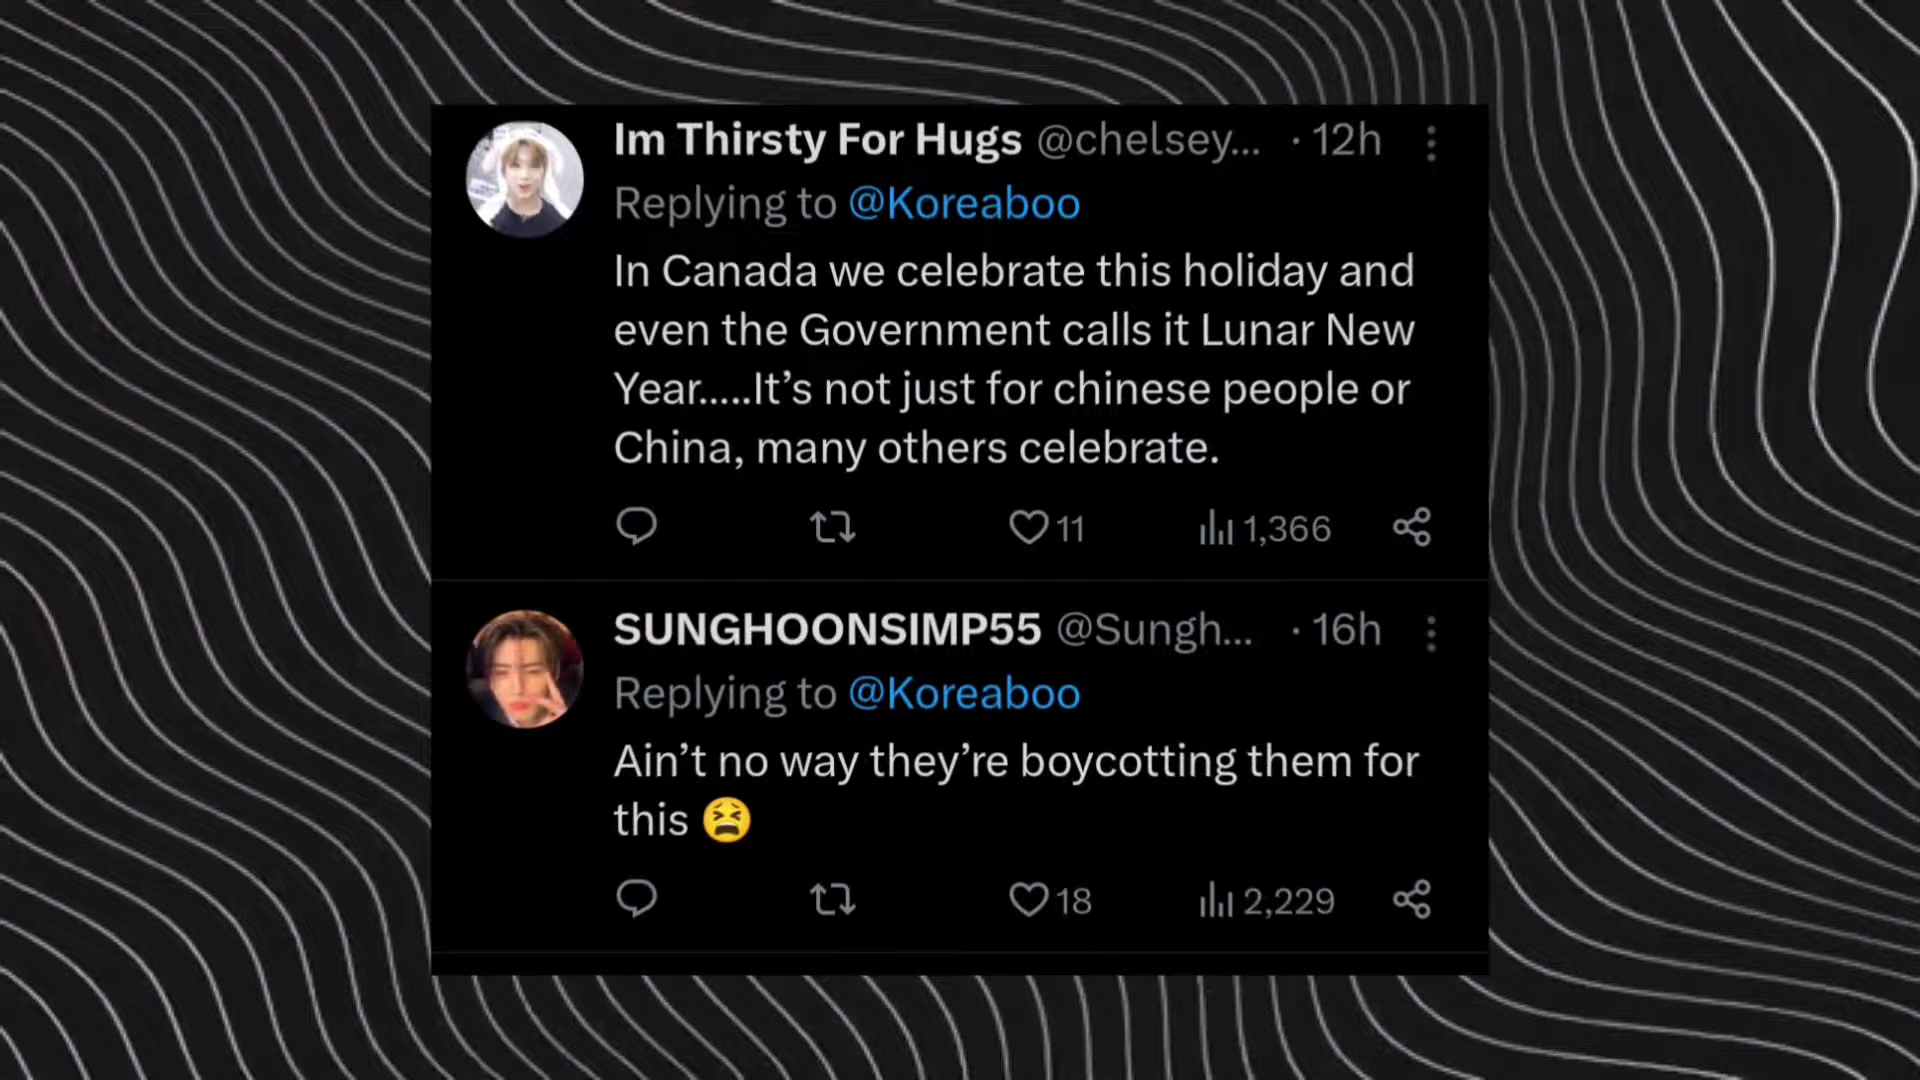 Im Thirsty For Hugs @chelsey... · 12h
Replying to @Koreaboo
In Canada we celebrate this holiday and
even the Government calls it Lunar New
Year.....It’s not just for chinese people or
China, many others celebrate.
11 1,366
SUNGHOONSIMP55 @Sungh... · 16h
Replying to @Koreaboo
Ain’t no way they’re boycotting them for
this 😫
18 2,229